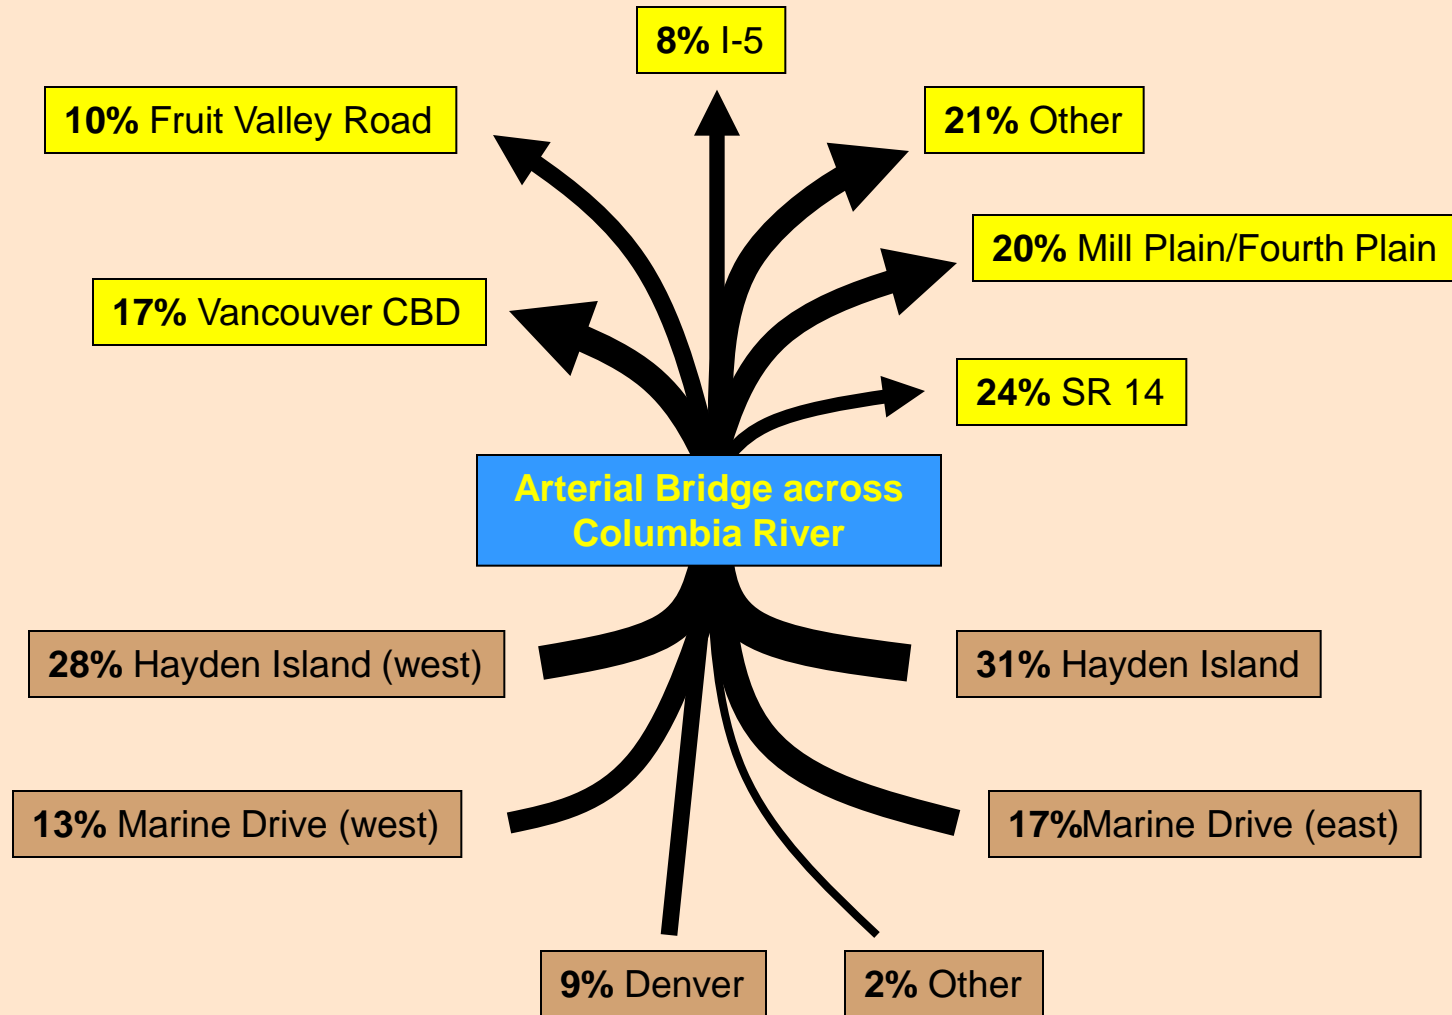 8% I-5
10% Fruit Valley Road
21% Other
20% Mill Plain/Fourth Plain
17% Vancouver CBD
24% SR 14
Arterial Bridge across
Columbia River
28% Hayden Island (west)
31% Hayden Island
13% Marine Drive (west)
17%Marine Drive (east)
9% Denver
2% Other